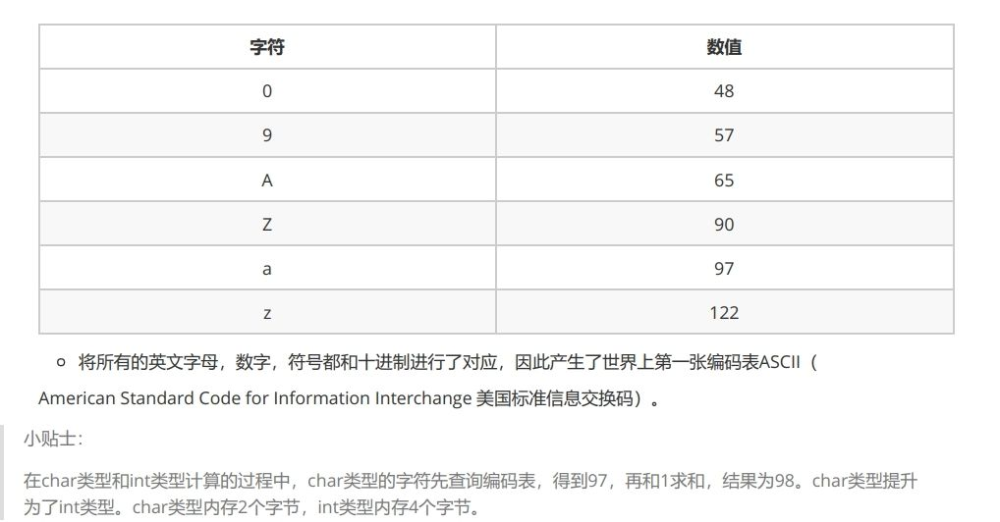 字符 数值
0 48
9 57
A 65
Z 90
a 97
z 122
将所有的英文字母，数字，符号都和十进制进行了对应，因此产生了世界上第一张编码表ASCII（
American Standard Code for Information Interchange 美国标准信息交换码）。
小贴士：
在char类型和int类型计算的过程中，char类型的字符先查询编码表，得到97，再和1求和，结果为98。char类型提升
为了int类型。char类型内存2个字节，int类型内存4个字节。